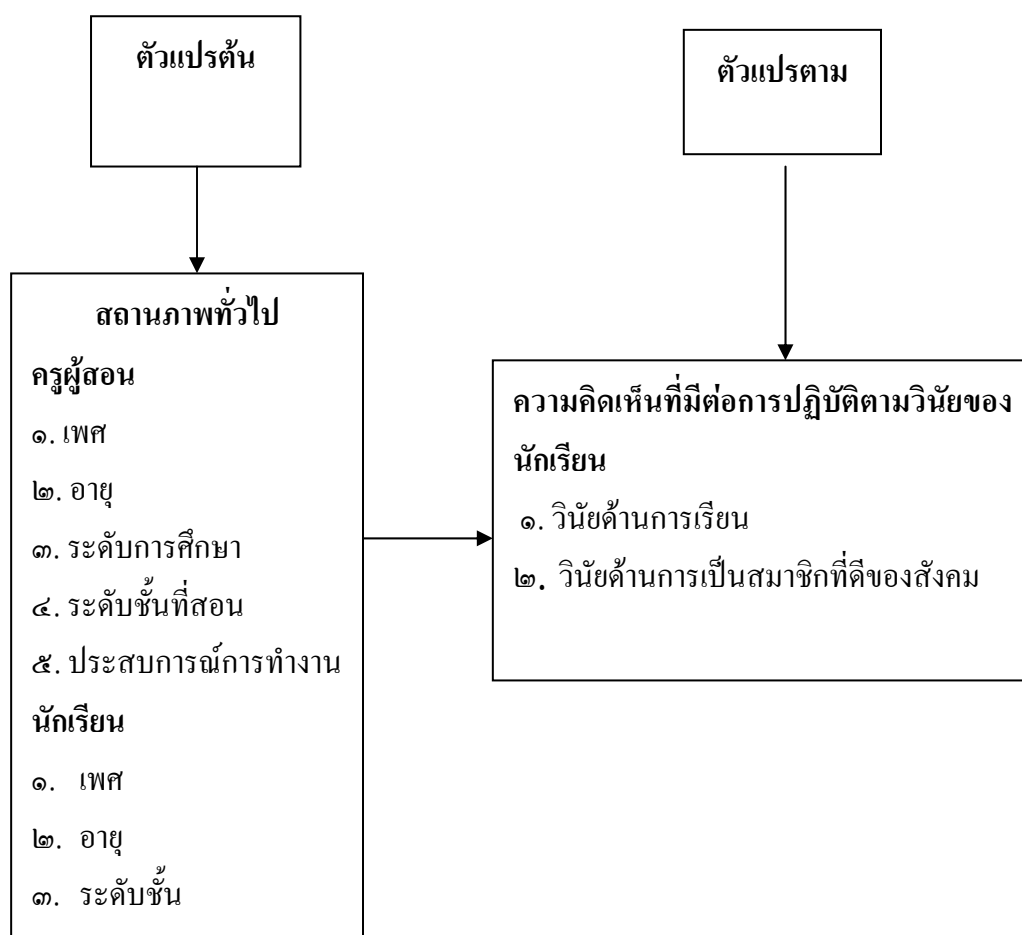 ตัวแปรต้น
ตัวแปรตาม
สถานภาพทั่วไป
ครูผู้สอน
๑. เพศ
๒. อายุ
๓. ระดับการศึกษา
๔. ระดับชั้นที่สอน
๕. ประสบการณ์การทำงาน
นักเรียน
๑. เพศ
๒. อายุ
๓. ระดับชั้น
ความคิดเห็นที่มีต่อการปฏิบัติตามวินัยของ
นักเรียน
๑. วินัยด้านการเรียน
๒. วินัยด้านการเป็นสมาชิกที่ดีของสังคม